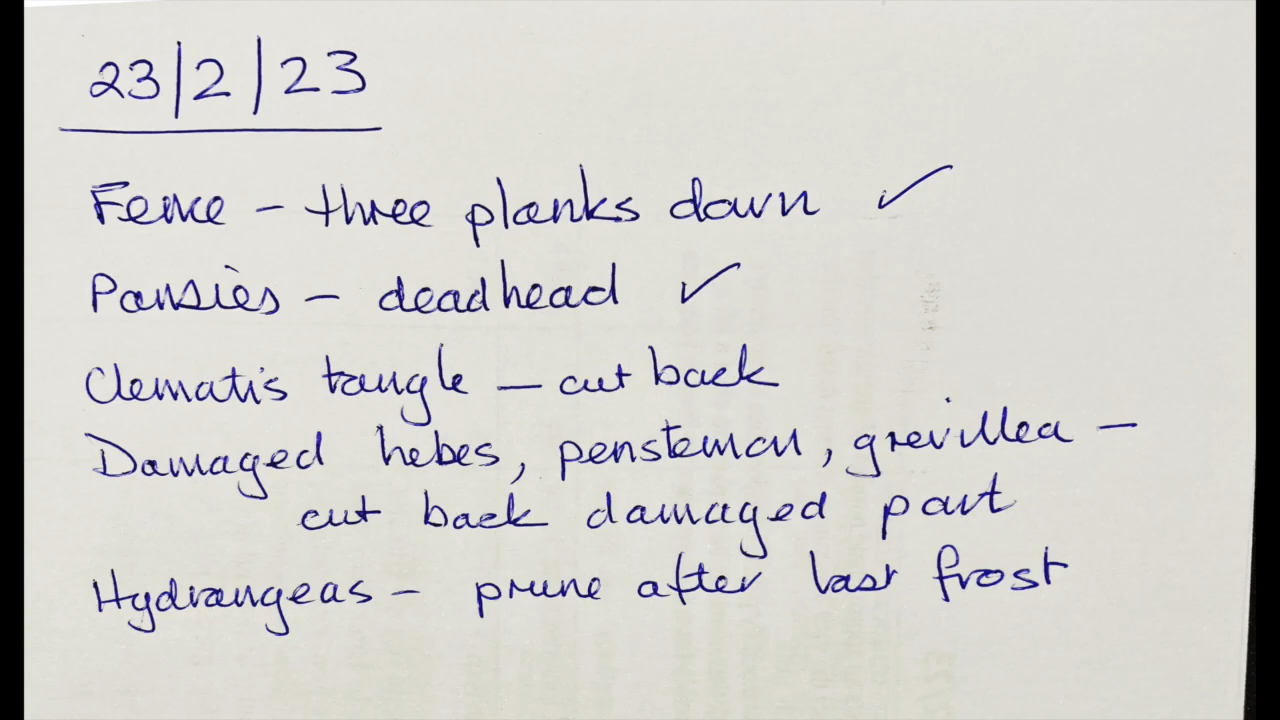 23/2/23
Fence - three planks down ✓
Pansies - deadhead ✓
Clematis tangle - cut back
Damaged hebes, penstemon, grevillea -
cut back damaged part
Hydrangeas - prune after last frost